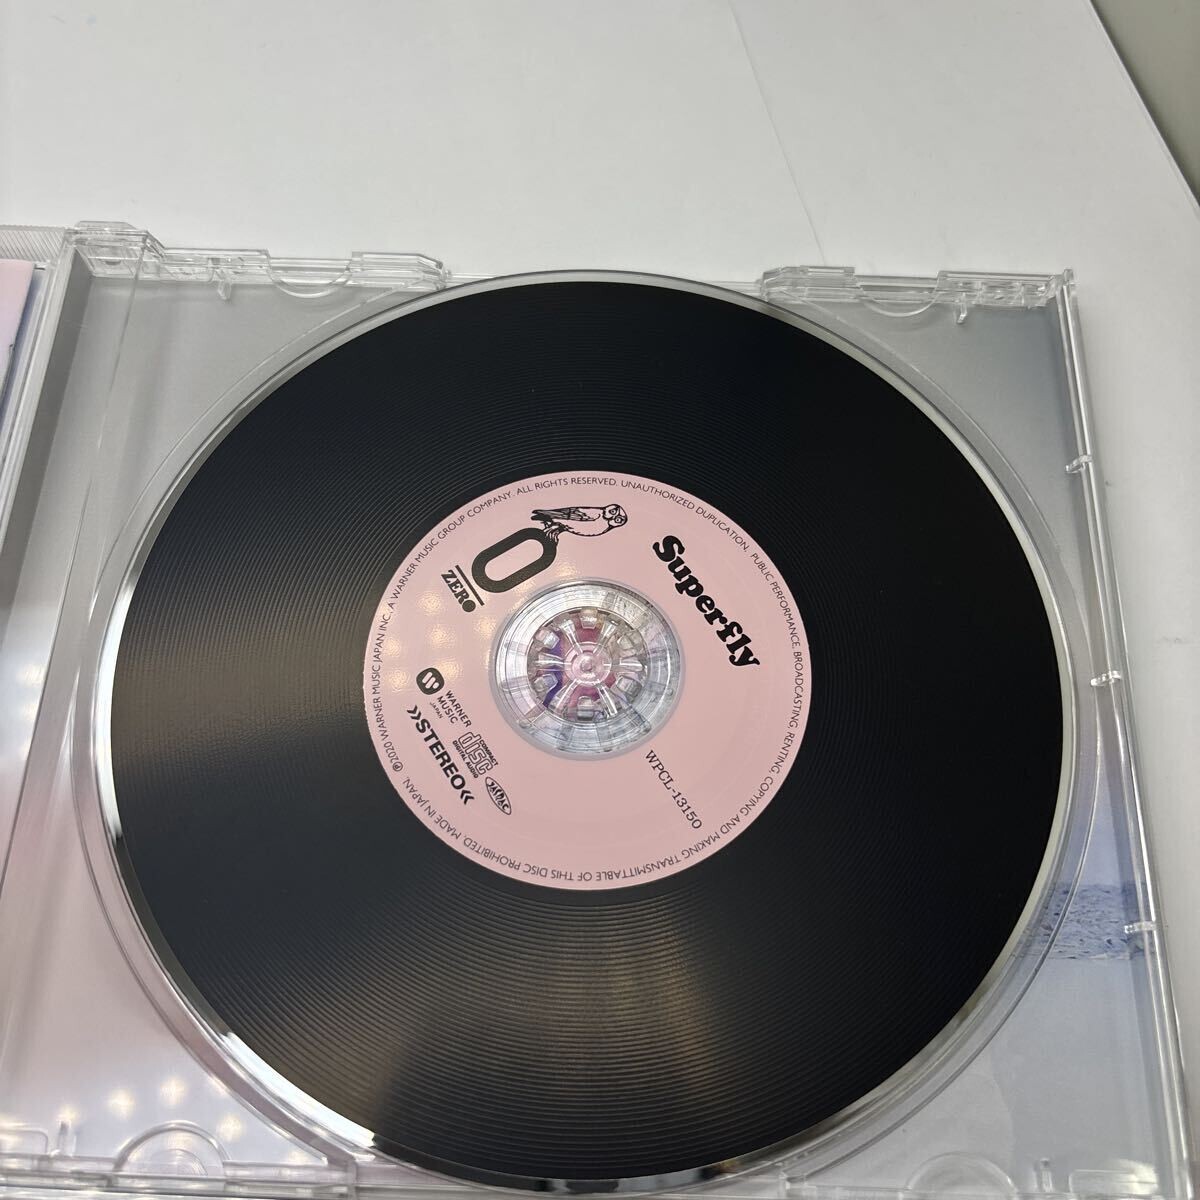 Superfly
0
ZERO
WARNER
MUSIC
JAPAN
COMPACT
disc
DIGITAL AUDIO
»STEREO«
JASRAC
WPCL-13150
℗2020 WARNER MUSIC JAPAN INC., A WARNER MUSIC GROUP COMPANY. ALL RIGHTS RESERVED. UNAUTHORIZED DUPLICATION, PUBLIC PERFORMANCE, BROADCASTING, RENTING, COPYING AND MAKING TRANSMITTABLE OF THIS DISC PROHIBITED. MADE IN JAPAN.